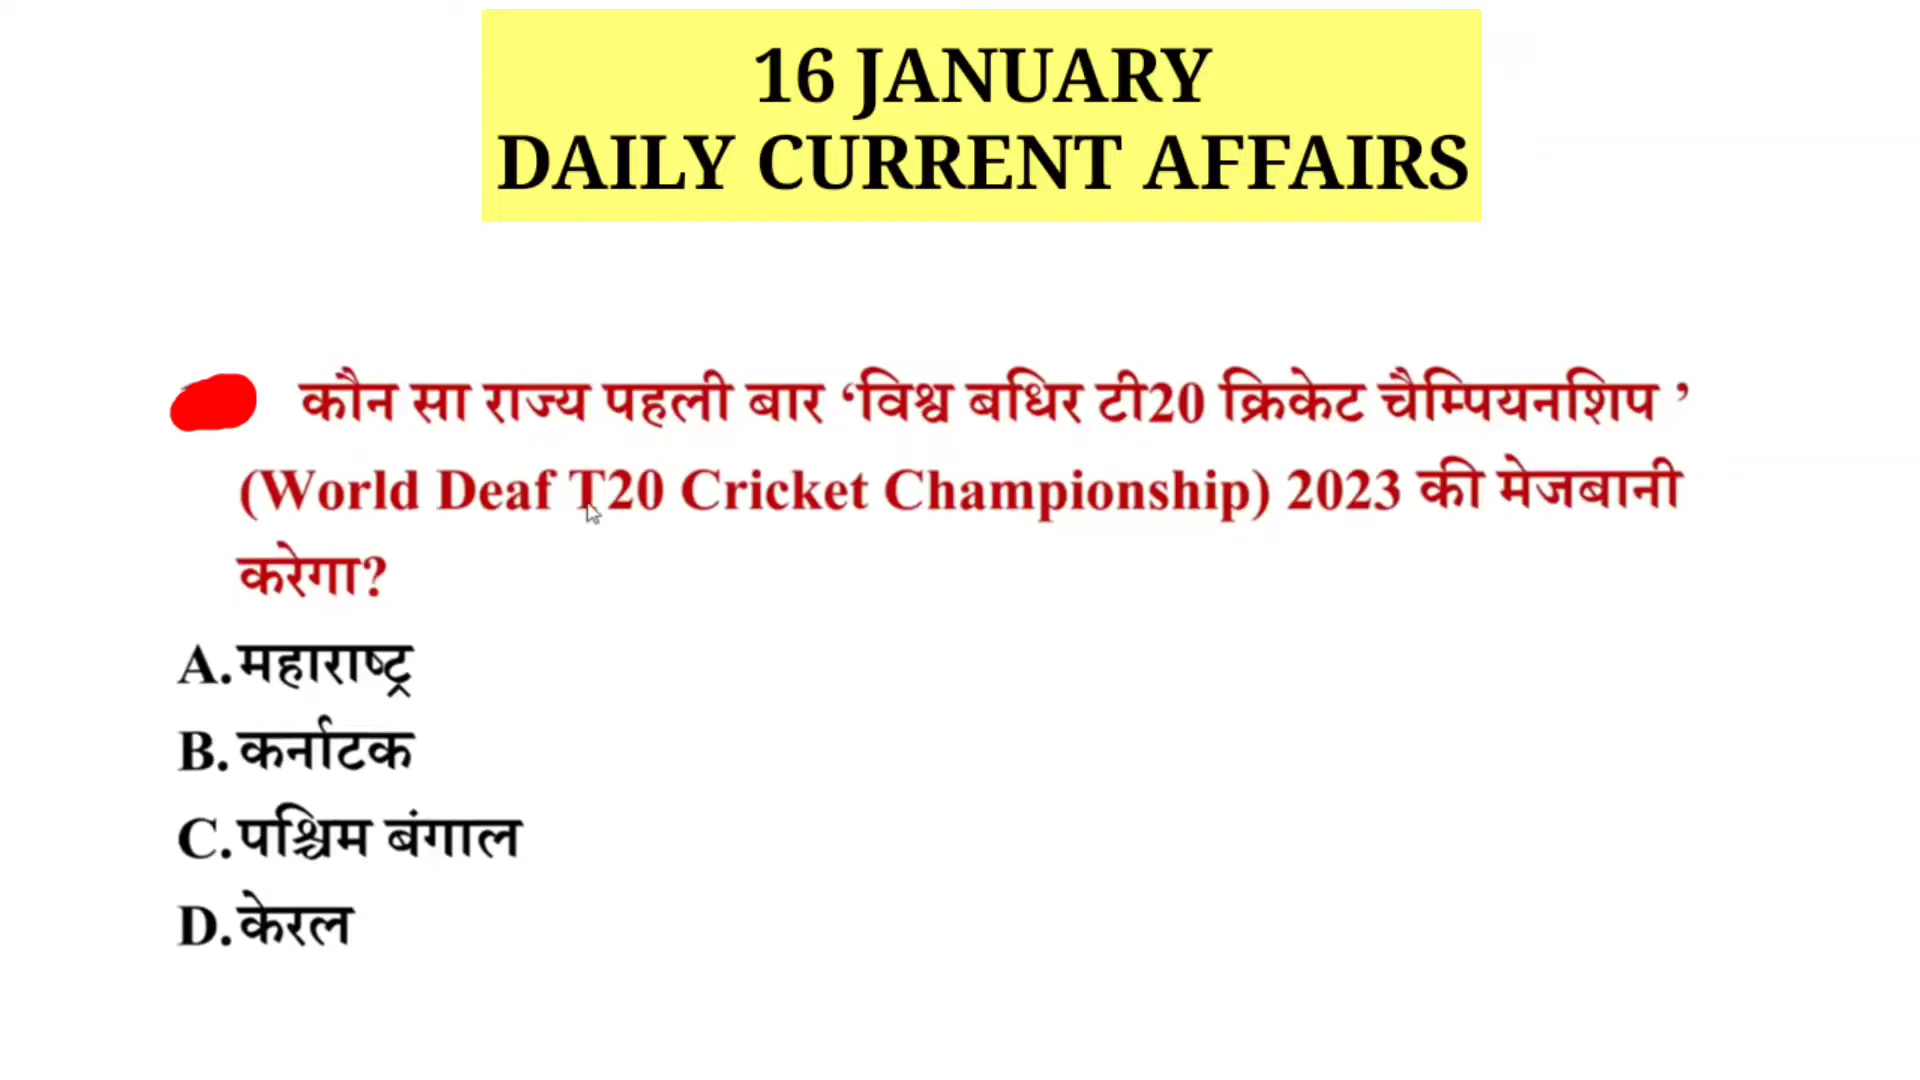 16 JANUARY
DAILY CURRENT AFFAIRS
कौन सा राज्य पहली बार ‘विश्व बधिर टी20 क्रिकेट चैम्पियनशिप ’
(World Deaf T20 Cricket Championship) 2023 की मेजबानी
करेगा?
A.महाराष्ट्र
B.कर्नाटक
C.पश्चिम बंगाल
D.केरल